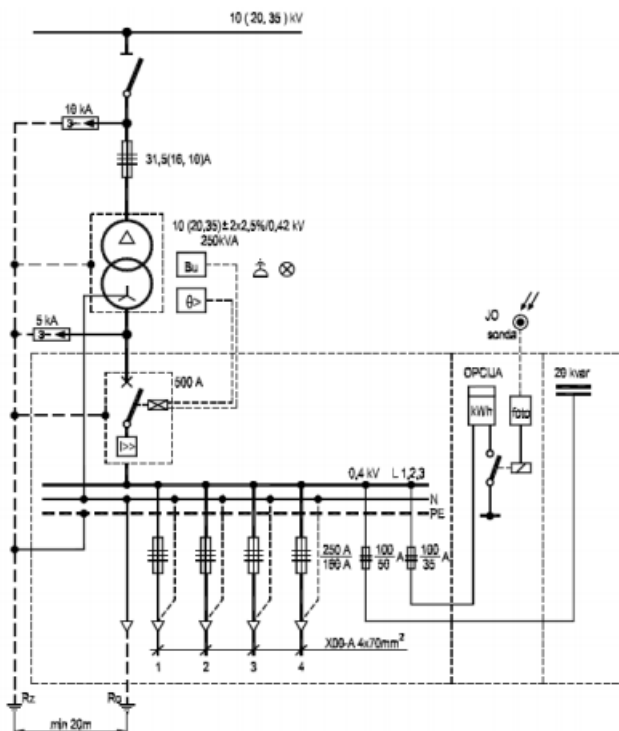 10 (20, 35) kV
10 kA
31,5(16, 10)A
10 (20,35)±2x2,5%/0,42 kV
250kVA
Bu
θ>
5 kA
JO
sonda
500 A
OPCIJA
20 kvar
kWh
foto
I>>
0,4 kV L 1,2,3
N
PE
250 A
160 A
100
50 A
100
35 A
X00-A 4x70mm²
1 2 3 4
Rz
Ro
min 20m